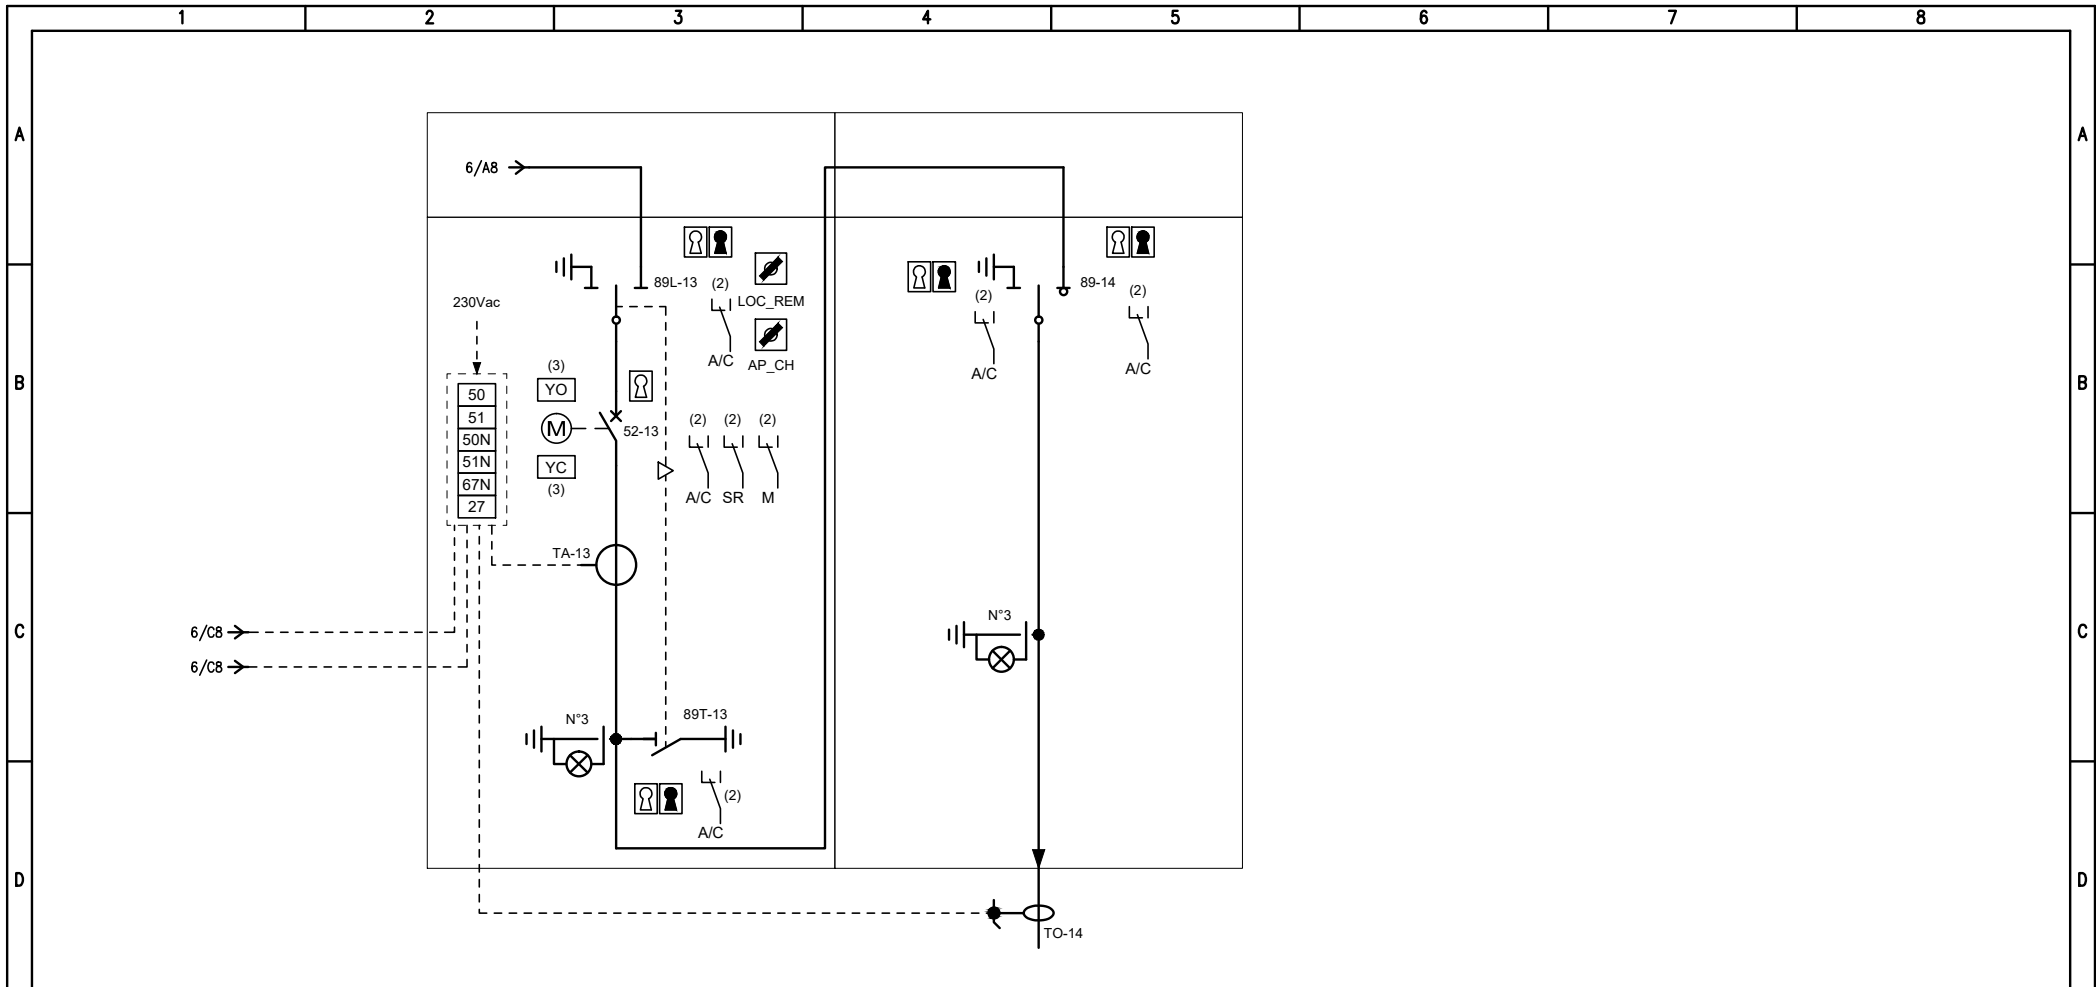 1 2 3 4 5 6 7 8
A A
6/A8
89L-13 (2)
LOC_REM
A/C AP_CH
(2)
A/C
89-14 (2)
A/C
230Vac
B B
50
51
50N
51N
67N
27
(3)
YO
M
YC
(3)
52-13
(2) (2) (2)
A/C SR M
TA-13
C C
6/C8
6/C8
N°3
N°3
89T-13
(2)
A/C
D D
TO-14